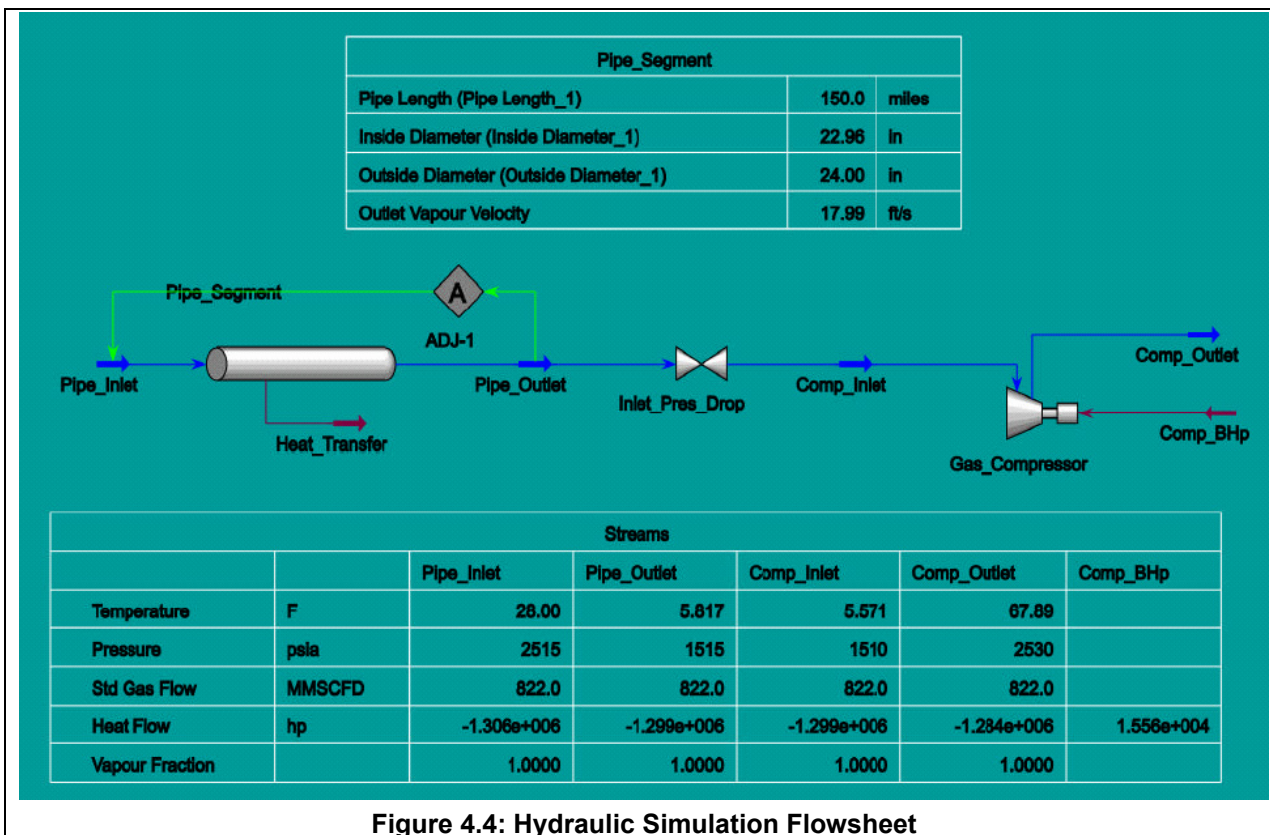 Pipe_Segment
Pipe Length (Pipe Length_1) 150.0 miles
Inside Diameter (Inside Diameter_1) 22.96 in
Outside Diameter (Outside Diameter_1) 24.00 in
Outlet Vapour Velocity 17.99 ft/s
Pipe_Segment
A
ADJ-1
Pipe_Inlet
Heat_Transfer
Pipe_Outlet
Inlet_Pres_Drop
Comp_Inlet
Gas_Compressor
Comp_Outlet
Comp_BHp
Streams
Pipe_Inlet Pipe_Outlet Comp_Inlet Comp_Outlet Comp_BHp
Temperature F 28.00 5.817 5.571 67.89
Pressure psia 2515 1515 1510 2530
Std Gas Flow MMSCFD 822.0 822.0 822.0 822.0
Heat Flow hp -1.306e+006 -1.299e+006 -1.299e+006 -1.284e+006 1.556e+004
Vapour Fraction 1.0000 1.0000 1.0000 1.0000
Figure 4.4: Hydraulic Simulation Flowsheet